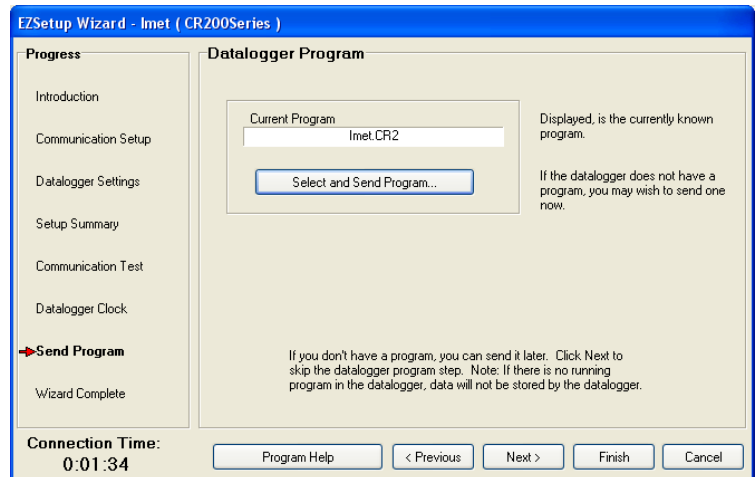 EZSetup Wizard - Imet ( CR200Series )
Progress
Introduction
Communication Setup
Datalogger Settings
Setup Summary
Communication Test
Datalogger Clock
Send Program
Wizard Complete
Connection Time:
0:01:34
Datalogger Program
Current Program
Imet.CR2
Select and Send Program...
Displayed, is the currently known
program.
If the datalogger does not have a
program, you may wish to send one
now.
If you don't have a program, you can send it later.  Click Next to
skip the datalogger program step.  Note: If there is no running
program in the datalogger, data will not be stored by the datalogger.
Program Help
< Previous
Next >
Finish
Cancel